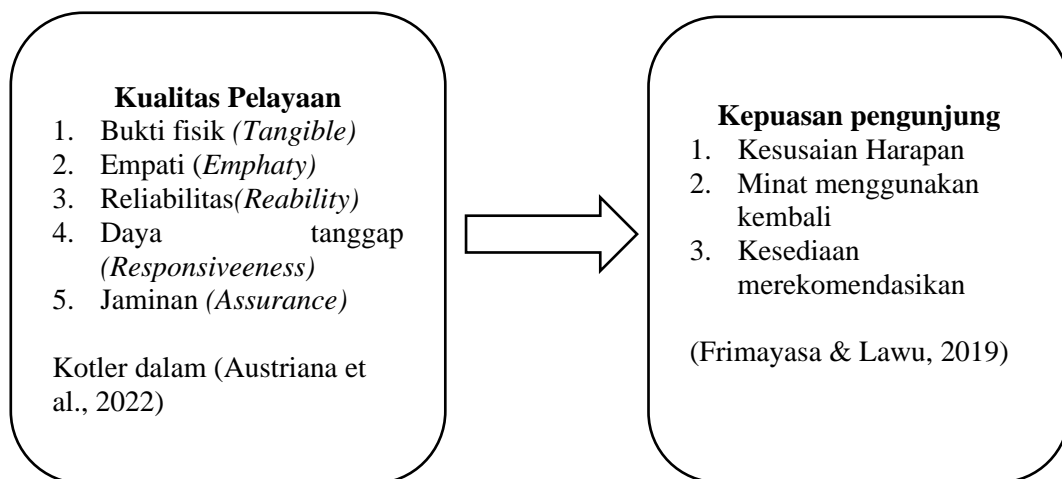 Kualitas Pelayaan
1. Bukti fisik (Tangible)
2. Empati (Emphaty)
3. Reliabilitas(Reability)
4. Daya tanggap
(Responsiveeness)
5. Jaminan (Assurance)
Kotler dalam (Austriana et
al., 2022)
Kepuasan pengunjung
1. Kesusaian Harapan
2. Minat menggunakan
kembali
3. Kesediaan
merekomendasikan
(Frimayasa & Lawu, 2019)